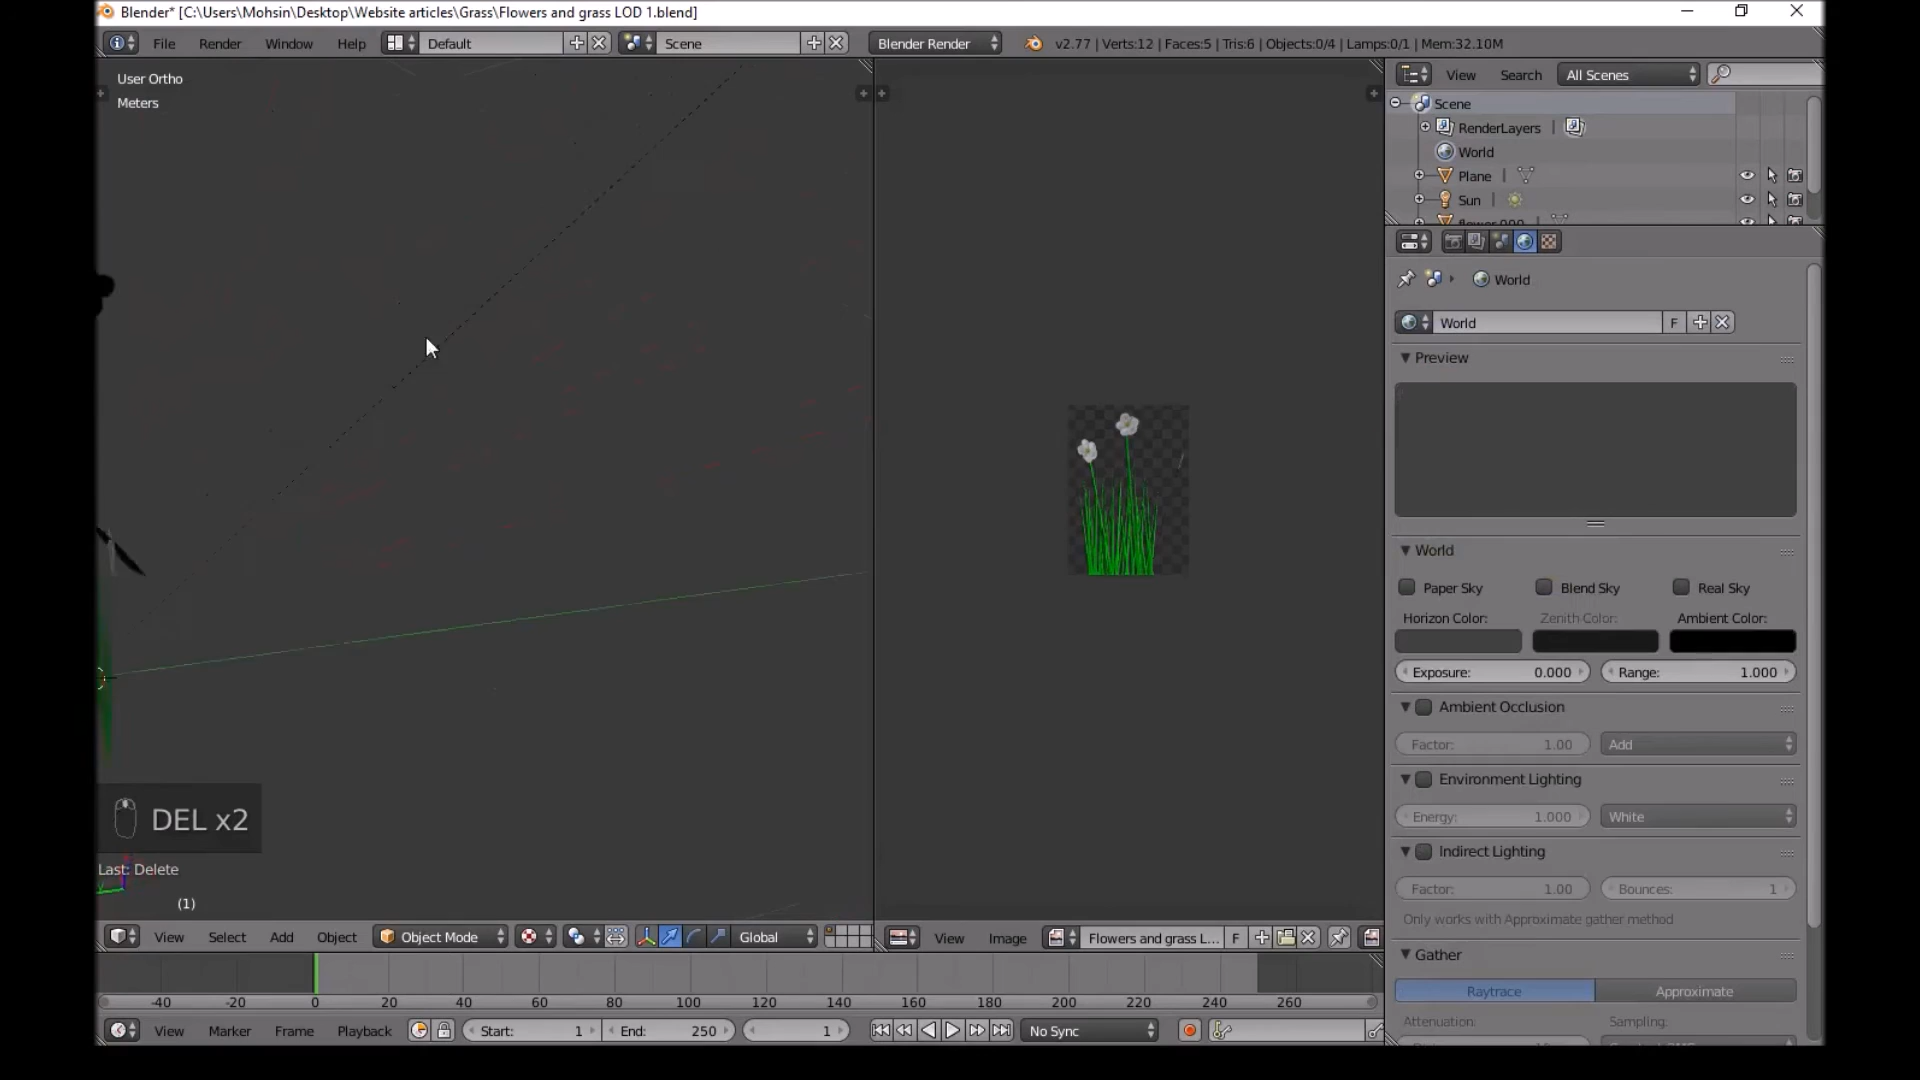 Blender* [C:\Users\Mohsin\Desktop\Website articles\Grass\Flowers and grass LOD 1.blend]
File Render Window Help Default Scene Blender Render v2.77 | Verts:12 | Faces:5 | Tris:6 | Objects:0/4 | Lamps:0/1 | Mem:32.10M
User Ortho
Meters
View Search All Scenes
Scene
RenderLayers |
World
Plane |
Sun |
World
World F
Preview
World
Paper Sky Blend Sky Real Sky
Horizon Color: Zenith Color: Ambient Color:
Exposure: 0.000 Range: 1.000
Ambient Occlusion
Factor: 1.00 Add
Environment Lighting
Energy: 1.000 White
Indirect Lighting
Factor: 1.00 Bounces: 1
Only works with Approximate gather method
Gather
Raytrace Approximate
Attenuation: Sampling:
DEL x2
Last: Delete
(1)
View Select Add Object Object Mode Global
View Image Flowers and grass L... F
-40 -20 0 20 40 60 80 100 120 140 160 180 200 220 240 260
View Marker Frame Playback Start: 1 End: 250 1 No Sync